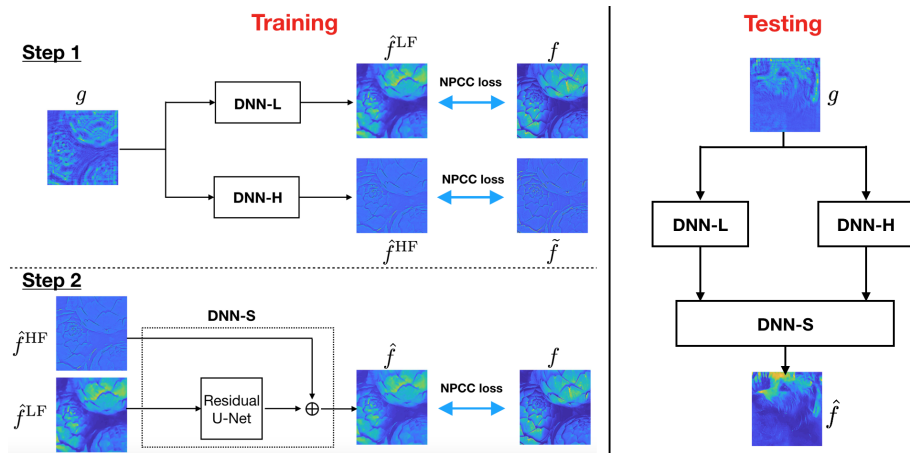 Training
Step 1
g
DNN-L
DNN-H
f̂^LF
NPCC loss
f
f̂^HF
NPCC loss
f̃
Step 2
f̂^HF
f̂^LF
DNN-S
Residual
U-Net
⊕
f̂
NPCC loss
f
Testing
g
DNN-L
DNN-H
DNN-S
f̂